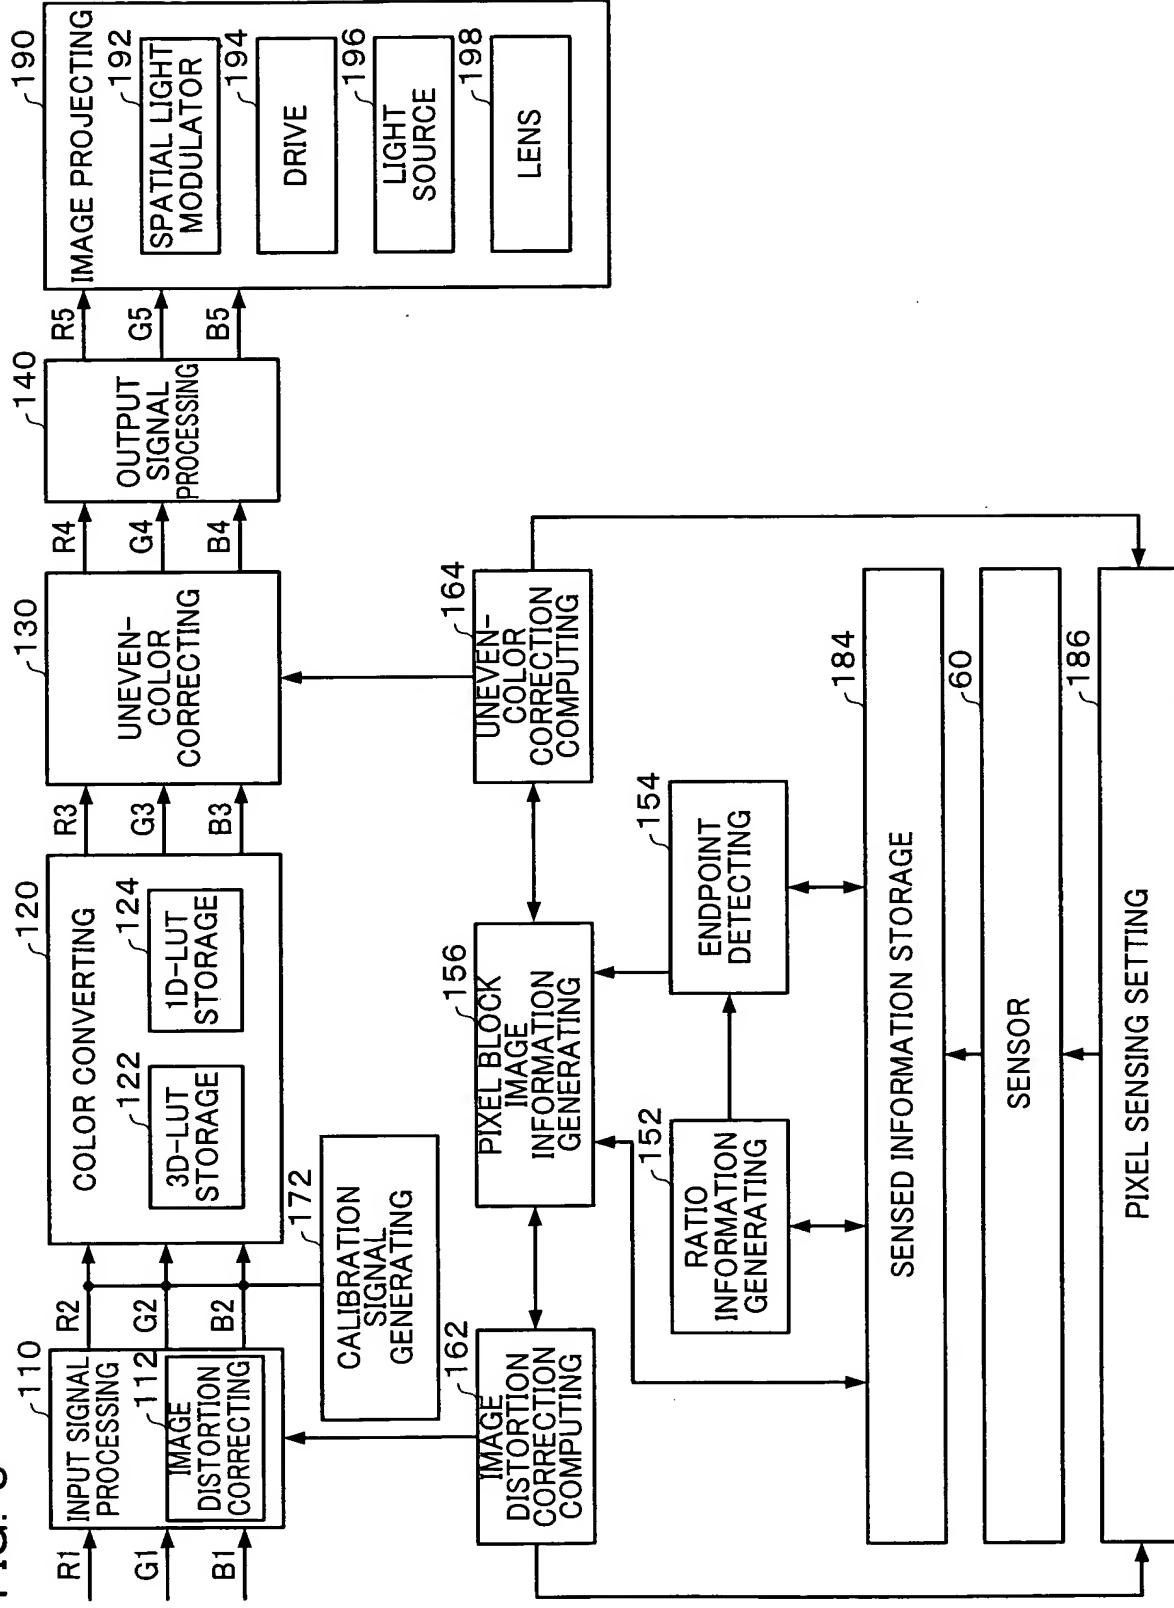 FIG.
R1
G1
B1
110
INPUT SIGNAL
PROCESSING
112
IMAGE
DISTORTION
CORRECTING
R2
G2
B2
120
COLOR CONVERTING
122
3D-LUT
STORAGE
124
1D-LUT
STORAGE
R3
G3
B3
130
UNEVEN-
COLOR
CORRECTING
R4
G4
B4
140
OUTPUT
SIGNAL
PROCESSING
R5
G5
B5
190
IMAGE PROJECTING
192
SPATIAL LIGHT
MODULATOR
194
DRIVE
196
LIGHT
SOURCE
198
LENS
172
CALIBRATION
SIGNAL
GENERATING
162
IMAGE
DISTORTION
CORRECTION
COMPUTING
156
PIXEL BLOCK
IMAGE
INFORMATION
GENERATING
164
UNEVEN-
COLOR
CORRECTION
COMPUTING
152
RATIO
INFORMATION
GENERATING
154
ENDPOINT
DETECTING
184
SENSED INFORMATION STORAGE
60
SENSOR
186
PIXEL SENSING SETTING